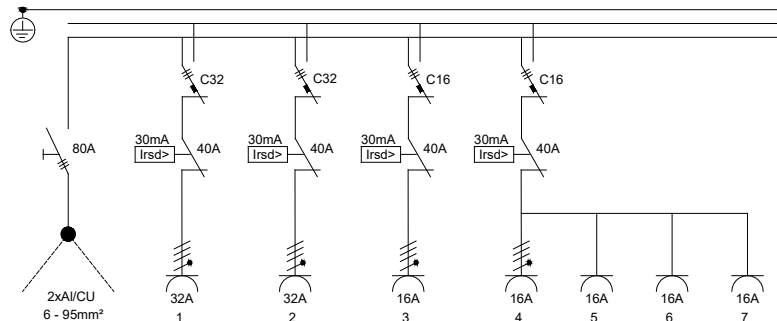 C32
C32
C16
C16
80A
30mA
Irsd>
40A
30mA
Irsd>
40A
30mA
Irsd>
40A
30mA
Irsd>
40A
2xAl/CU
6 - 95mm²
32A
32A
16A
16A
16A
16A
16A
1
2
3
4
5
6
7